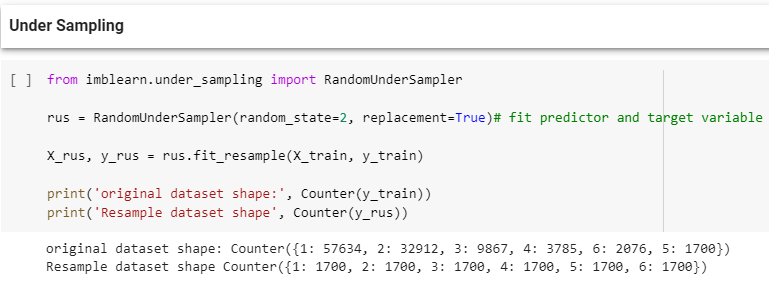 Under Sampling
[ ] from imblearn.under_sampling import RandomUnderSampler
rus = RandomUnderSampler(random_state=2, replacement=True)# fit predictor and target variable
X_rus, y_rus = rus.fit_resample(X_train, y_train)
print('original dataset shape:', Counter(y_train))
print('Resample dataset shape', Counter(y_rus))
original dataset shape: Counter({1: 57634, 2: 32912, 3: 9867, 4: 3785, 6: 2076, 5: 1700})
Resample dataset shape Counter({1: 1700, 2: 1700, 3: 1700, 4: 1700, 5: 1700, 6: 1700})